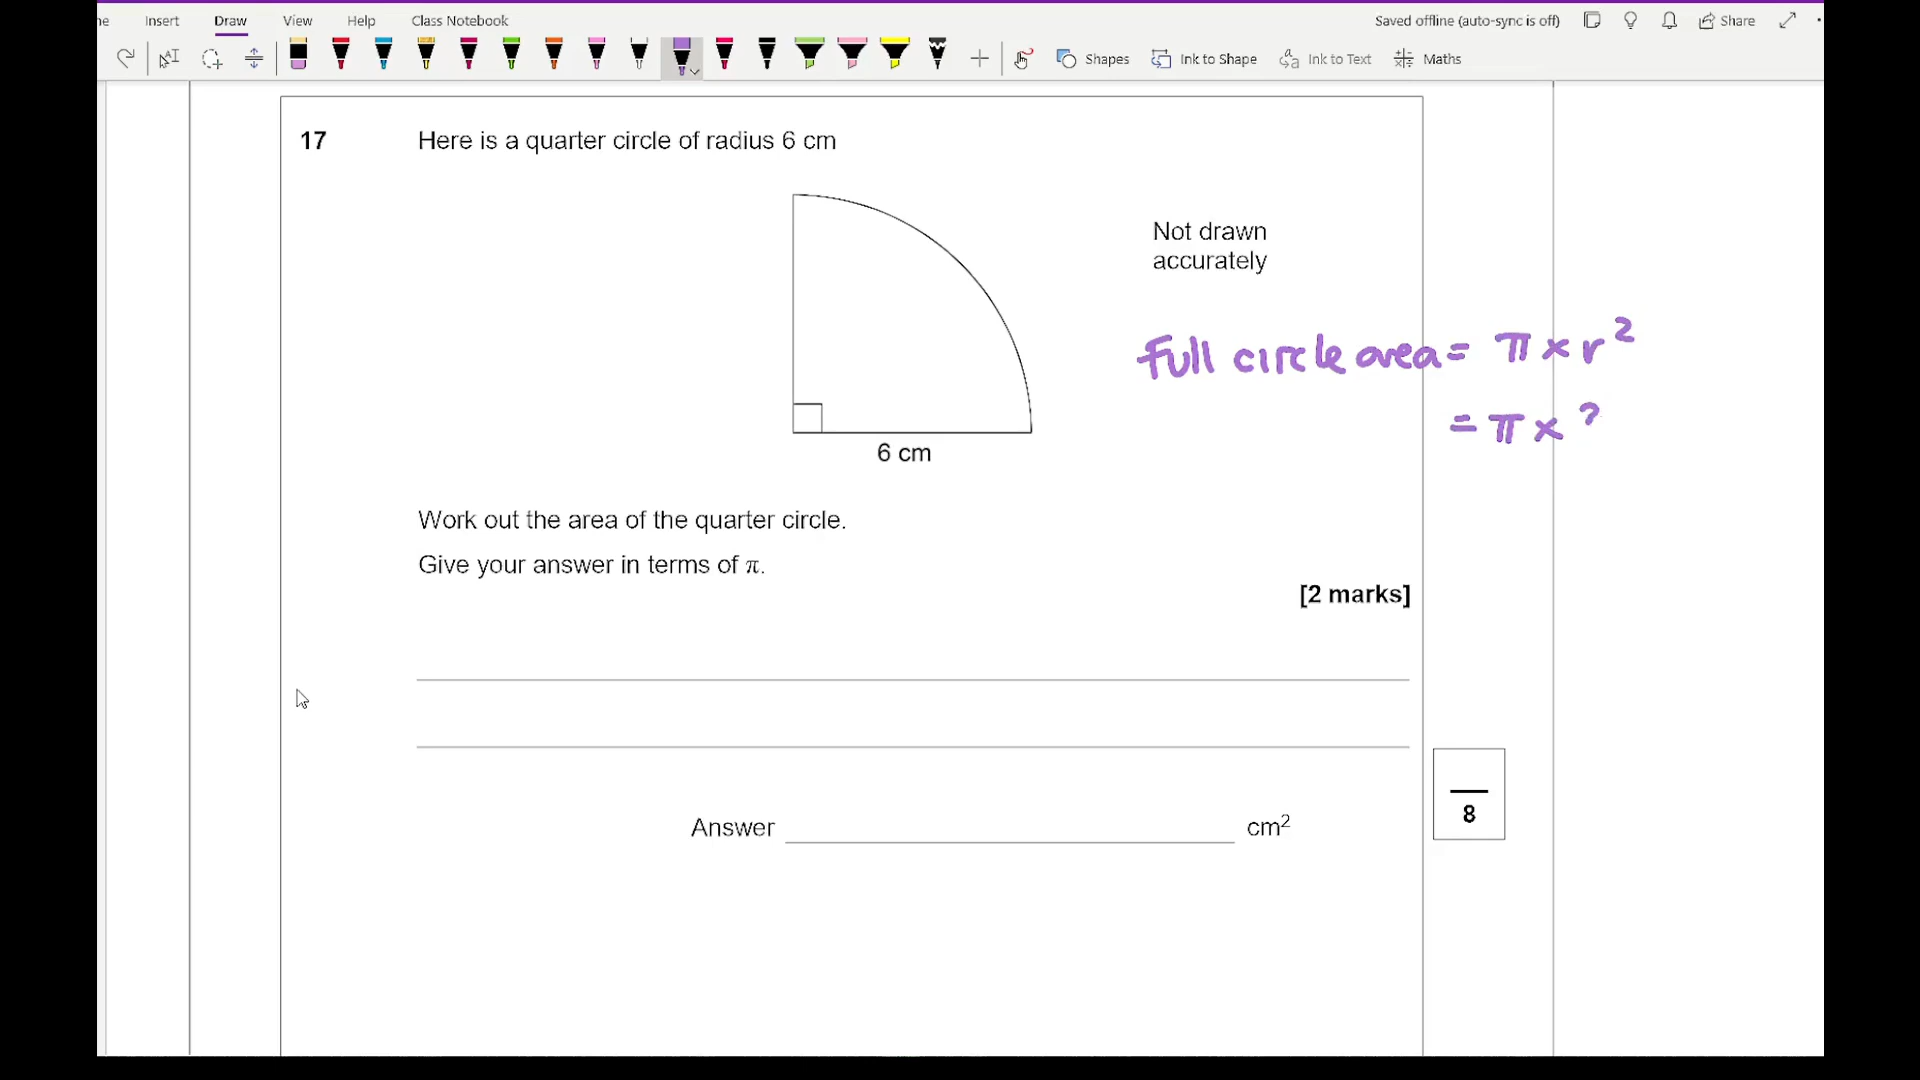 ne Insert Draw View Help Class Notebook Saved offline (auto-sync is off) Share
Shapes Ink to Shape Ink to Text Maths
17 Here is a quarter circle of radius 6 cm
Not drawn
accurately
Full circle area = π × r²
= π ×
6 cm
Work out the area of the quarter circle.
Give your answer in terms of π.
[2 marks]
8
Answer cm²